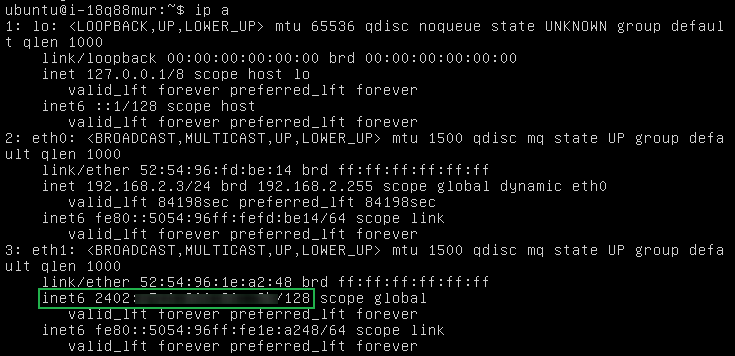 ubuntu@i-18q88mur:~$ ip a
1: lo: <LOOPBACK,UP,LOWER_UP> mtu 65536 qdisc noqueue state UNKNOWN group defaul
t qlen 1000
link/loopback 00:00:00:00:00:00 brd 00:00:00:00:00:00
inet 127.0.0.1/8 scope host lo
valid_lft forever preferred_lft forever
inet6 ::1/128 scope host
valid_lft forever preferred_lft forever
2: eth0: <BROADCAST,MULTICAST,UP,LOWER_UP> mtu 1500 qdisc mq state UP group defa
ult qlen 1000
link/ether 52:54:96:fd:be:14 brd ff:ff:ff:ff:ff:ff
inet 192.168.2.3/24 brd 192.168.2.255 scope global dynamic eth0
valid_lft 84198sec preferred_lft 84198sec
inet6 fe80::5054:96ff:fefd:be14/64 scope link
valid_lft forever preferred_lft forever
3: eth1: <BROADCAST,MULTICAST,UP,LOWER_UP> mtu 1500 qdisc mq state UP group defa
ult qlen 1000
link/ether 52:54:96:1e:a2:48 brd ff:ff:ff:ff:ff:ff
inet6 2402: /128 scope global
valid_lft forever preferred_lft forever
inet6 fe80::5054:96ff:fe1e:a248/64 scope link
valid_lft forever preferred_lft forever